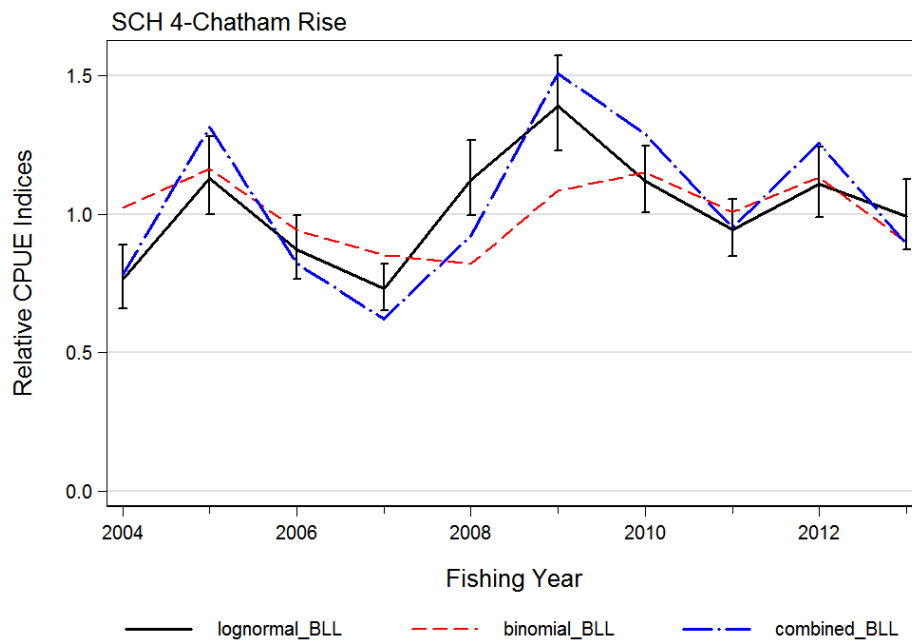 SCH 4-Chatham Rise
Relative CPUE Indices
1.5
1.0
0.5
0.0
2004 2006 2008 2010 2012
Fishing Year
lognormal_BLL binomial_BLL combined_BLL